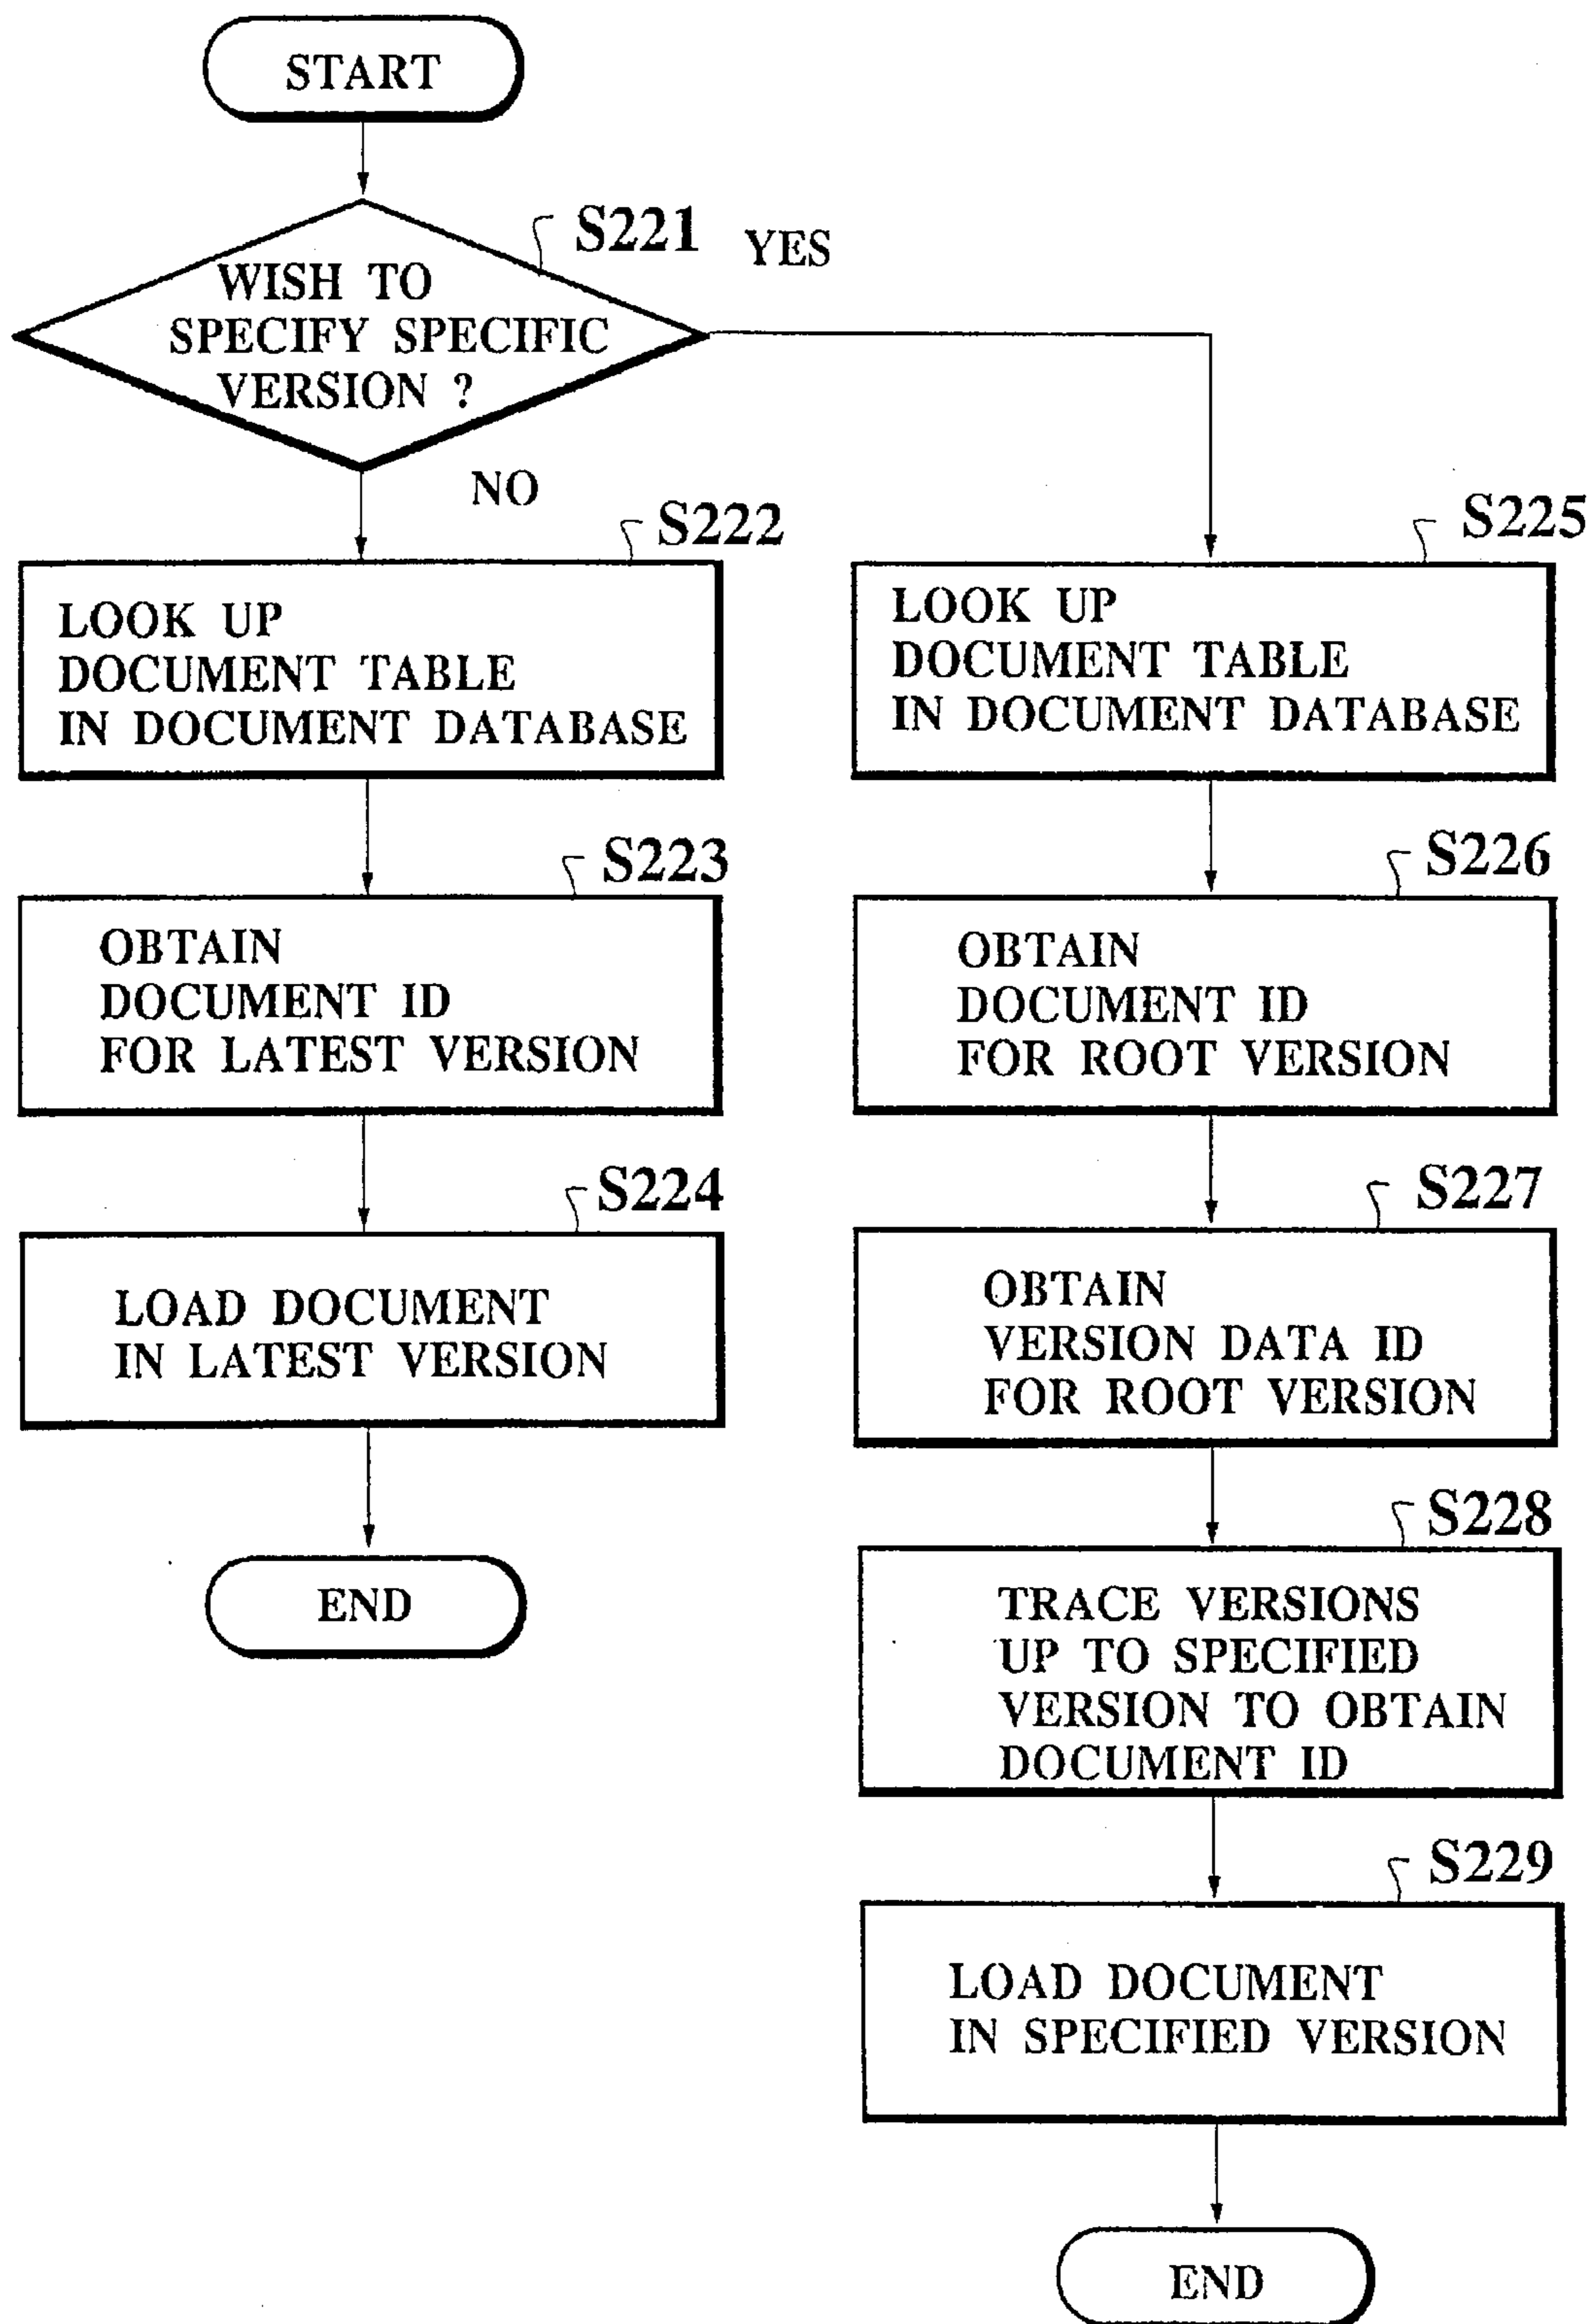 START
S221
YES
WISH TO
SPECIFY SPECIFIC
VERSION ?
NO
S222
LOOK UP
DOCUMENT TABLE
IN DOCUMENT DATABASE
S223
OBTAIN
DOCUMENT ID
FOR LATEST VERSION
S224
LOAD DOCUMENT
IN LATEST VERSION
END
S225
LOOK UP
DOCUMENT TABLE
IN DOCUMENT DATABASE
S226
OBTAIN
DOCUMENT ID
FOR ROOT VERSION
S227
OBTAIN
VERSION DATA ID
FOR ROOT VERSION
S228
TRACE VERSIONS
UP TO SPECIFIED
VERSION TO OBTAIN
DOCUMENT ID
S229
LOAD DOCUMENT
IN SPECIFIED VERSION
END